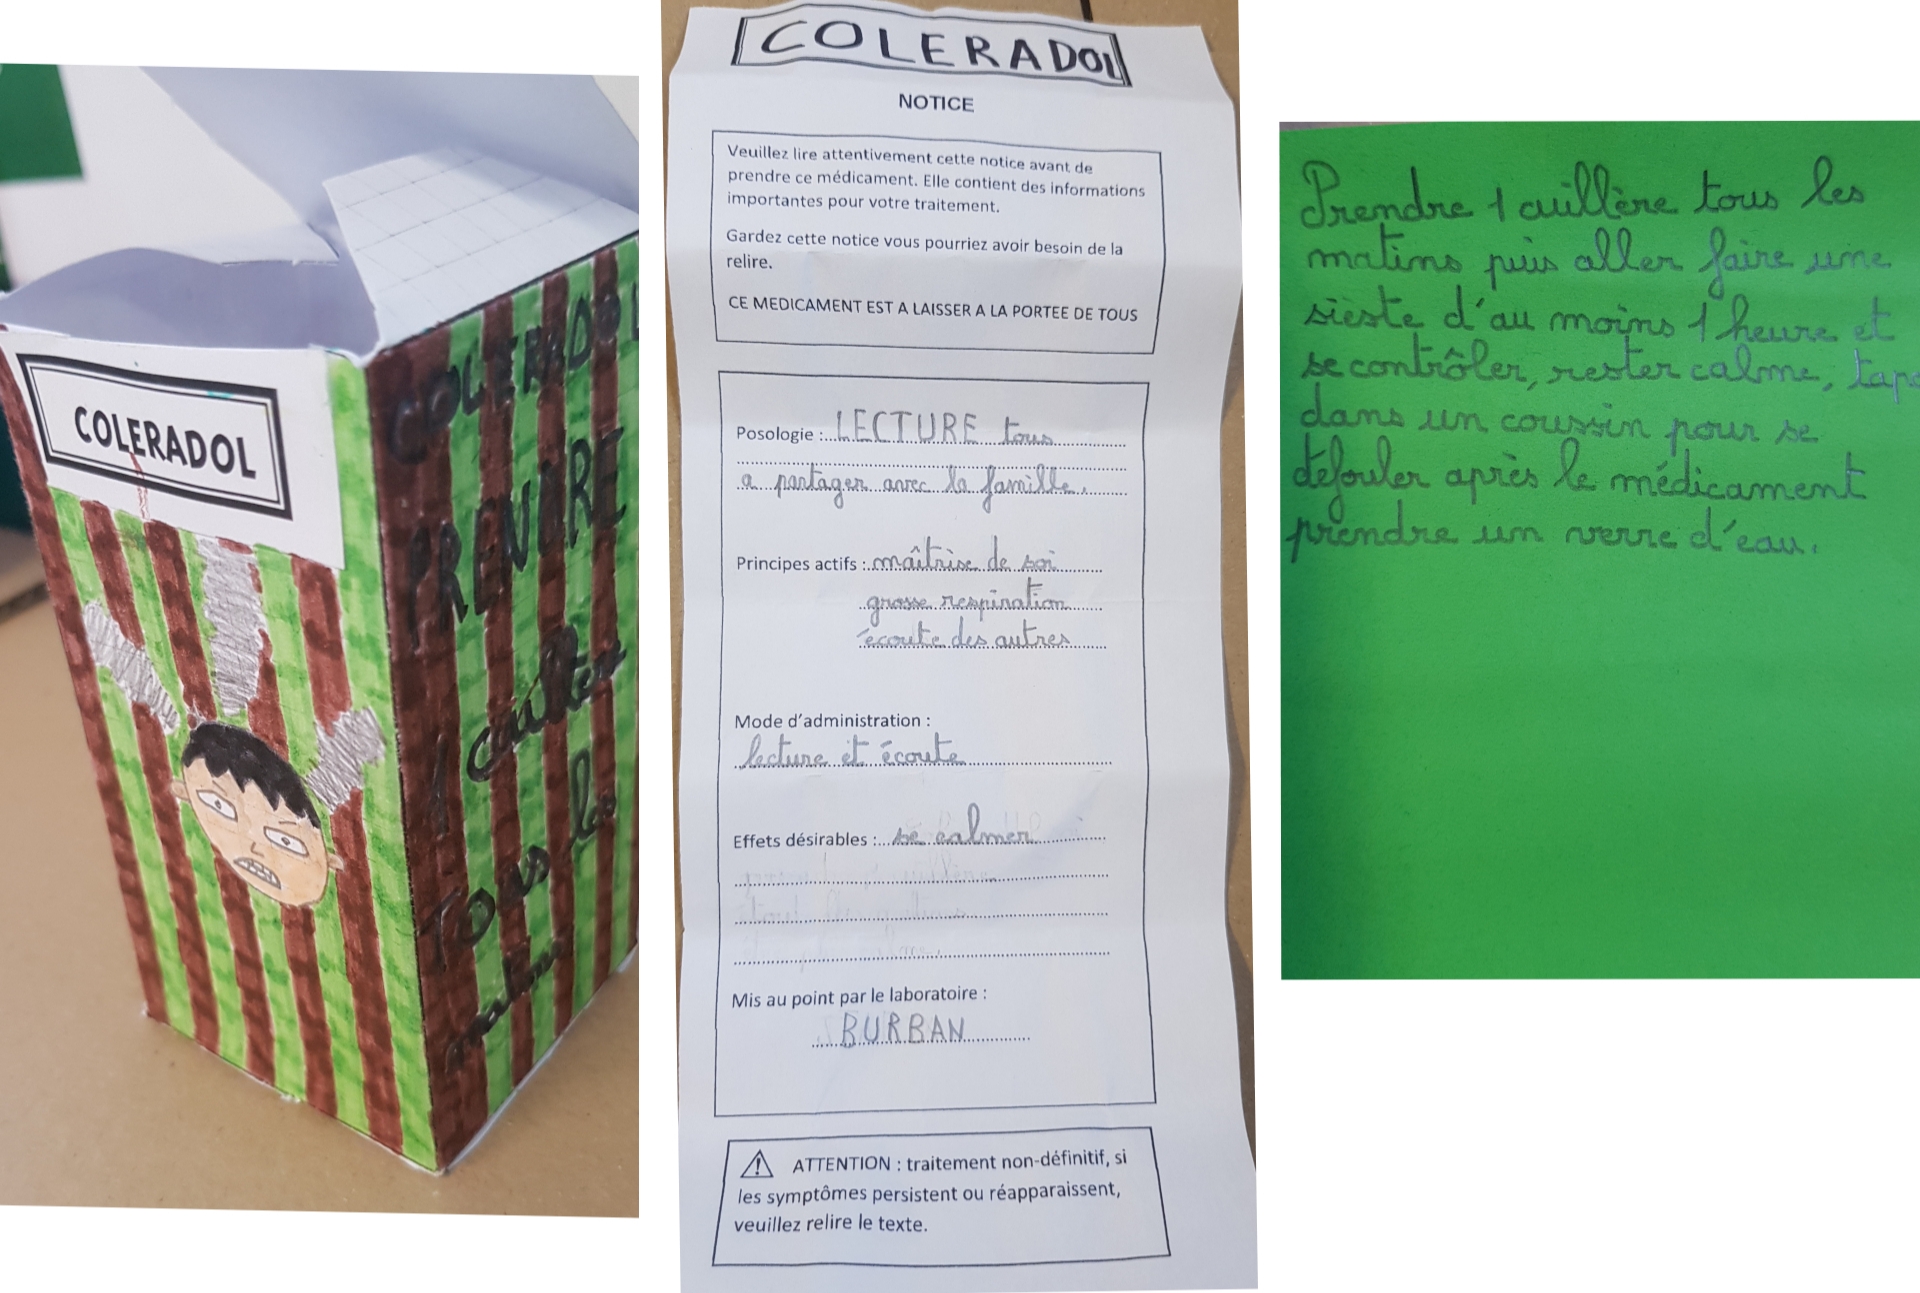 COLERADOL
COLERADOL
PRENDRE
1 cuillère
TOUS les
matins
COLERADOL
NOTICE
Veuillez lire attentivement cette notice avant de
prendre ce médicament. Elle contient des informations
importantes pour votre traitement.
Gardez cette notice vous pourriez avoir besoin de la
relire.
CE MEDICAMENT EST A LAISSER A LA PORTEE DE TOUS
Posologie : LECTURE tous
a partager avec la famille.
Principes actifs : maîtrise de soi
grosse respiration
écoute des autres
Mode d'administration :
lecture et écoute
Effets désirables : se calmer
Mis au point par le laboratoire :
BURBAN
ATTENTION : traitement non-définitif, si
les symptômes persistent ou réapparaissent,
veuillez relire le texte.
Prendre 1 cuillère tous les
matins puis aller faire une
sièste d'au moins 1 heure et
se contrôler, rester calme, tape
dans un coussin pour se
défouler après le médicament
prendre un verre d'eau.